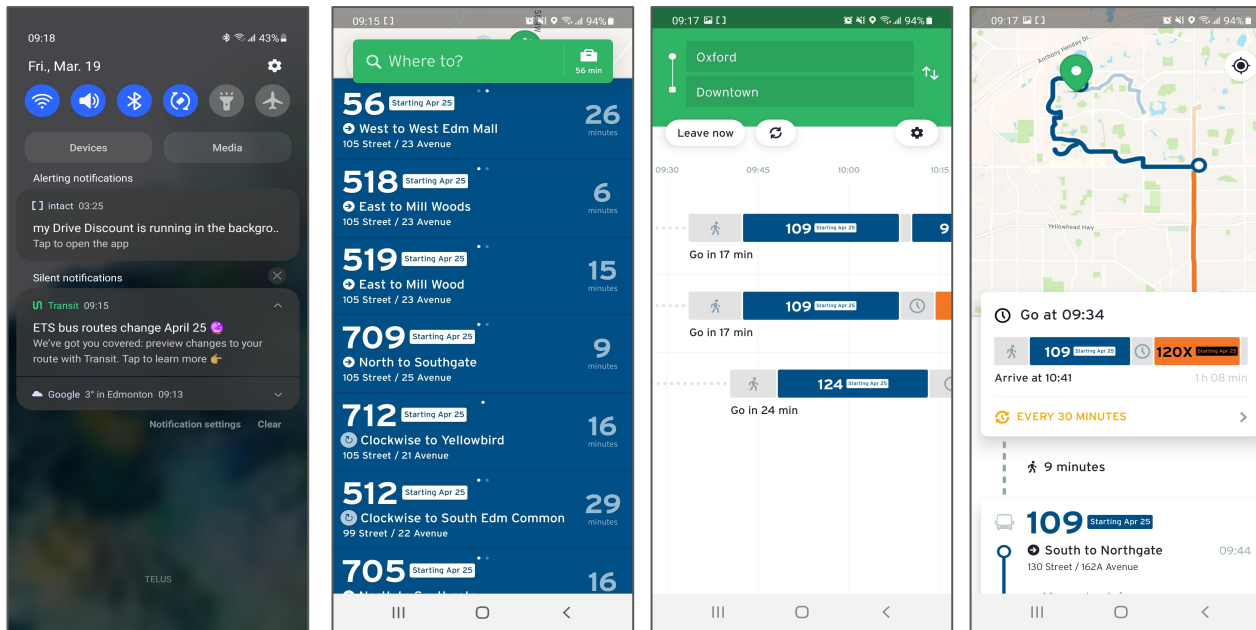 09:18
43%
Fri., Mar. 19
Devices
Media
Alerting notifications
intact 03:25
my Drive Discount is running in the backgro..
Tap to open the app
Silent notifications
Transit 09:15
ETS bus routes change April 25
We've got you covered: preview changes to your
route with Transit. Tap to learn more
Google 3° in Edmonton 09:13
Notification settings Clear
TELUS
09:15
94%
Where to?
56 min
56 Starting Apr 25
West to West Edm Mall
105 Street / 23 Avenue
26
minutes
518 Starting Apr 25
East to Mill Woods
105 Street / 23 Avenue
6
minutes
519 Starting Apr 25
East to Mill Wood
105 Street / 23 Avenue
15
minutes
709 Starting Apr 25
North to Southgate
105 Street / 25 Avenue
9
minutes
712 Starting Apr 25
Clockwise to Yellowbird
105 Street / 21 Avenue
16
minutes
512 Starting Apr 25
Clockwise to South Edm Common
99 Street / 22 Avenue
29
minutes
705 Starting Apr 25
16
09:17
94%
Oxford
Downtown
Leave now
09:30 09:45 10:00 10:15
109 Starting Apr 25
9
Go in 17 min
109 Starting Apr 25
Go in 17 min
124 Starting Apr 25
Go in 24 min
09:17
94%
Anthony Henday Dr
Yellowhead Hwy
Go at 09:34
109 Starting Apr 25
120X Starting Apr 25
Arrive at 10:41
1 h 08 min
EVERY 30 MINUTES
9 minutes
109 Starting Apr 25
South to Northgate
09:44
130 Street / 162A Avenue